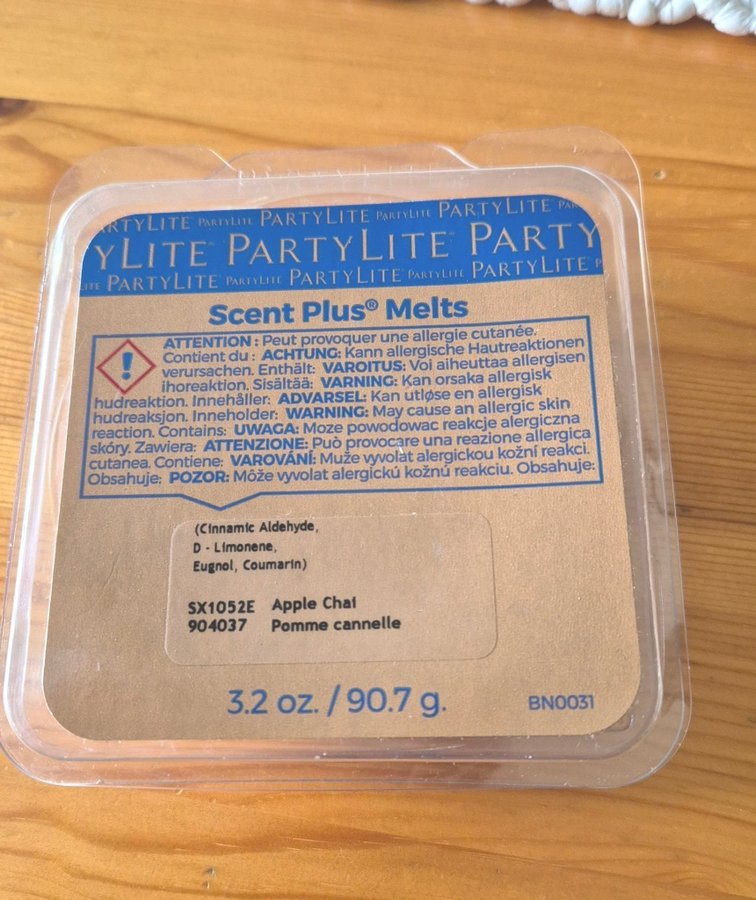 ARTYLITE PARTYLITE PARTYLITE PARTYLITE PARTYLITE PAR
YLITE PARTYLITE™ PARTY
LITE PARTYLITE PARTYLITE PARTYLITE™ PARTYLITE PARTYLITE P
Scent Plus® Melts
ATTENTION : Peut provoquer une allergie cutanée.
Contient du : ACHTUNG: Kann allergische Hautreaktionen
verursachen. Enthält: VAROITUS: Voi aiheuttaa allergisen
ihoreaktion. Sisältää: VARNING: Kan orsaka allergisk
hudreaktion. Innehåller: ADVARSEL: Kan utløse en allergisk
hudreaksjon. Inneholder: WARNING: May cause an allergic skin
reaction. Contains: UWAGA: Moze powodowac reakcje alergiczna
skóry. Zawiera: ATTENZIONE: Può provocare una reazione allergica
cutanea. Contiene: VAROVÁNÍ: Muže vyvolat alergickou kožní reakci.
Obsahuje: POZOR: Môže vyvolat alergickú kožnú reakciu. Obsahuje:
(Cinnamic Aldehyde,
D - Limonene,
Eugnol, Coumarin)
SX1052E Apple Chai
904037 Pomme cannelle
3.2 oz. / 90.7 g.
BN0031